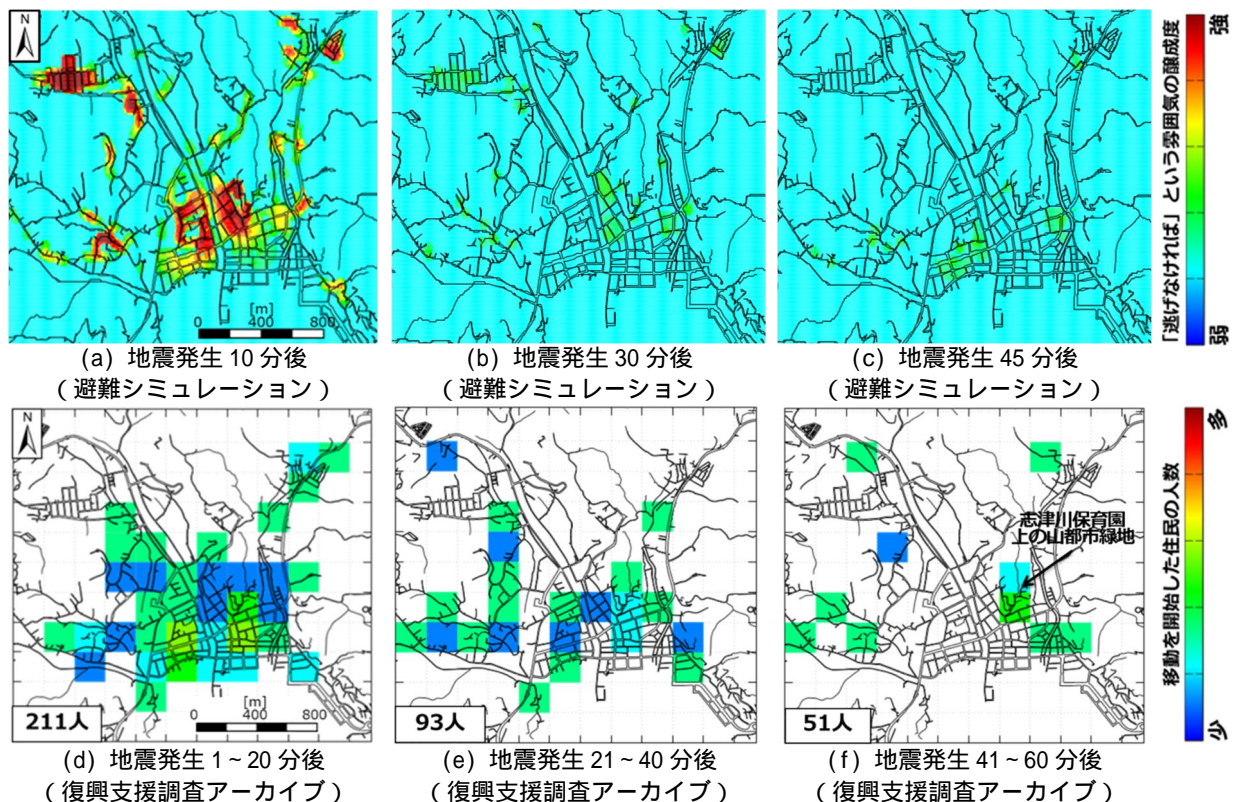 N
[m]
0 400 800
「逃げなければ」という雰囲気の醸成度
強
弱
(a) 地震発生 10 分後
(避難シミュレーション)
(b) 地震発生 30 分後
(避難シミュレーション)
(c) 地震発生 45 分後
(避難シミュレーション)
N
[m]
0 400 800
211人
93人
志津川保育園
上の山都市緑地
51人
移動を開始した住民の人数
多
少
(d) 地震発生 1~20 分後
(復興支援調査アーカイブ)
(e) 地震発生 21~40 分後
(復興支援調査アーカイブ)
(f) 地震発生 41~60 分後
(復興支援調査アーカイブ)